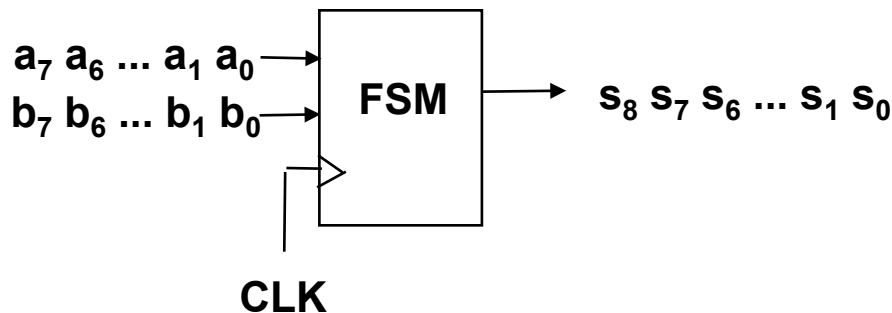 a₇ a₆ ... a₁ a₀
b₇ b₆ ... b₁ b₀
FSM
s₈ s₇ s₆ ... s₁ s₀
CLK